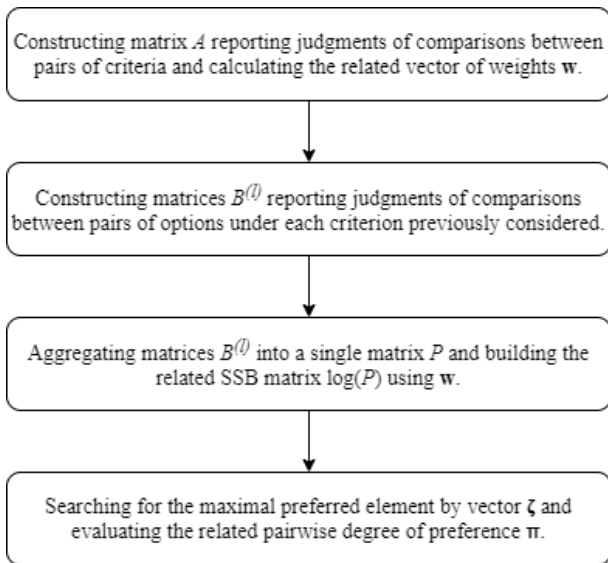 Constructing matrix A reporting judgments of comparisons between
pairs of criteria and calculating the related vector of weights w.
Constructing matrices B^(l) reporting judgments of comparisons
between pairs of options under each criterion previously considered.
Aggregating matrices B^(l) into a single matrix P and building the
related SSB matrix log(P) using w.
Searching for the maximal preferred element by vector ζ and
evaluating the related pairwise degree of preference π.